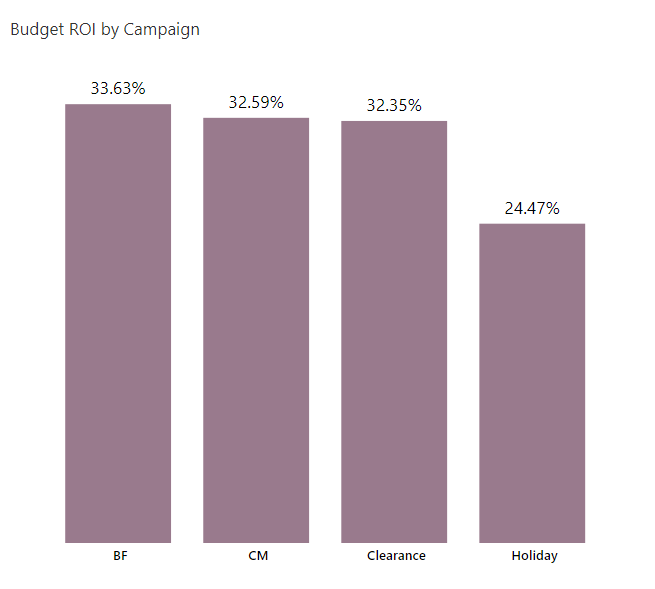 Budget ROI by Campaign
33.63%
32.59%
32.35%
24.47%
BF
CM
Clearance
Holiday